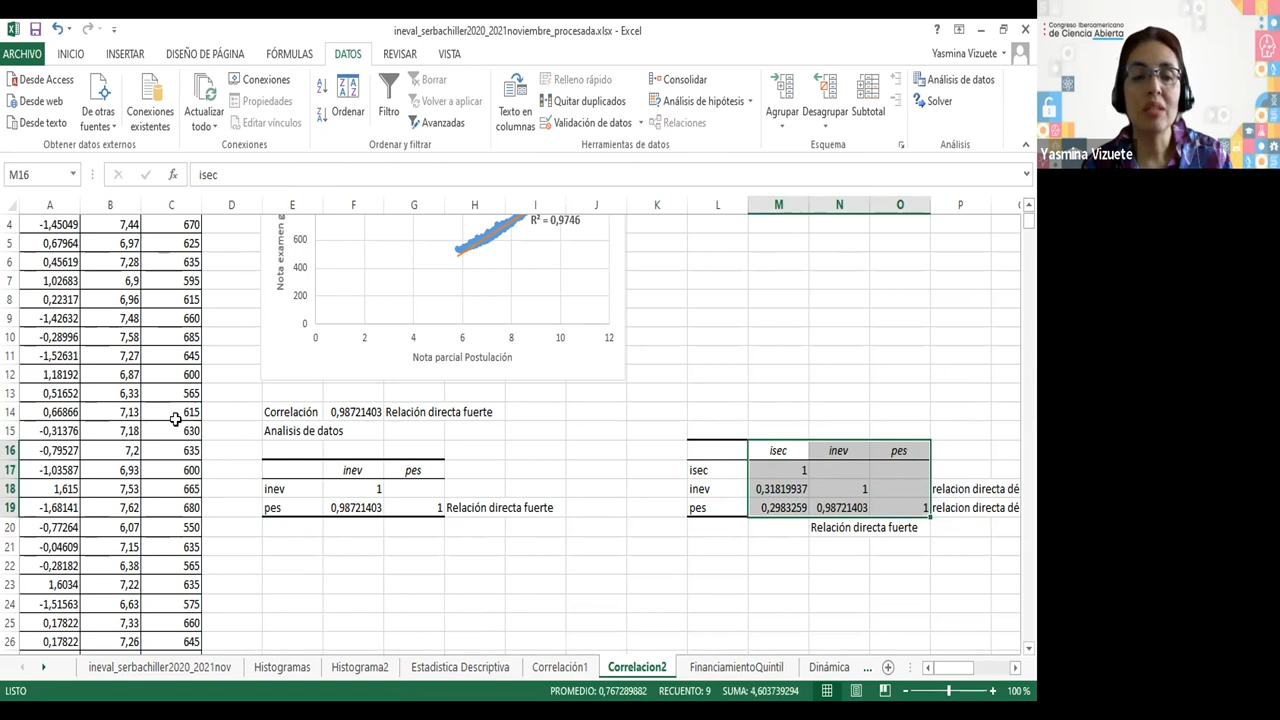 ineval_serbachiller2020_2021noviembre_procesada.xlsx - Excel
ARCHIVO INICIO INSERTAR DISEÑO DE PÁGINA FÓRMULAS DATOS REVISAR VISTA Yasmina Vizuete
Desde Access
Desde web
Desde texto
De otras fuentes
Conexiones existentes
Obtener datos externos
Actualizar todo
Conexiones
Propiedades
Editar vínculos
Conexiones
Ordenar
Filtro
Borrar
Volver a aplicar
Avanzadas
Ordenar y filtrar
Texto en columnas
Relleno rápido
Quitar duplicados
Validación de datos
Consolidar
Análisis de hipótesis
Relaciones
Herramientas de datos
Agrupar
Desagrupar
Subtotal
Esquema
Análisis de datos
Solver
Análisis
M16 fx isec
A B C D E F G H I J K L M N O P
4 -1,45049 7,44 670
5 0,67964 6,97 625
6 0,45619 7,28 635
7 1,02683 6,9 595
8 0,22317 6,96 615
9 -1,42632 7,48 660
10 -0,28996 7,58 685
11 -1,52631 7,27 645
12 1,18192 6,87 600
13 0,51652 6,33 565
14 0,66866 7,13 615
15 -0,31376 7,18 630
16 -0,79527 7,2 635
17 -1,03587 6,93 600
18 1,615 7,53 665
19 -1,68141 7,62 680
20 -0,77264 6,07 550
21 -0,04609 7,15 635
22 -0,28182 6,38 565
23 1,6034 7,22 635
24 -1,51563 6,63 575
25 0,17822 7,33 660
26 0,17822 7,26 645
R² = 0,9746
Nota examen
600
400
200
0
0 2 4 6 8 10 12
Nota parcial Postulación
Correlación 0,98721403 Relación directa fuerte
Analisis de datos
inev pes
inev 1
pes 0,98721403 1 Relación directa fuerte
isec inev pes
isec 1
inev 0,31819937 1 relacion directa dé
pes 0,2983259 0,98721403 1 relacion directa dé
Relación directa fuerte
ineval_serbachiller2020_2021nov Histogramas Histograma2 Estadistica Descriptiva Correlación1 Correlacion2 FinanciamientoQuintil Dinámica ...
LISTO PROMEDIO: 0,767289882 RECUENTO: 9 SUMA: 4,603739294 100 %
Congreso Iberoamericano
de Ciencia Abierta
Yasmina Vizuete